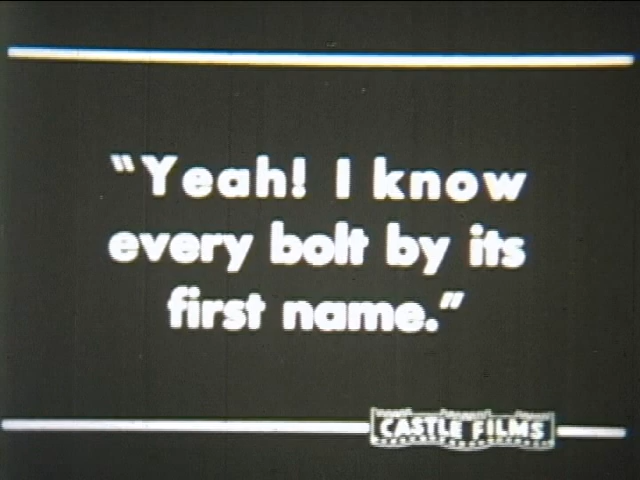 "Yeah! I know
every bolt by its
first name."
CASTLE FILMS